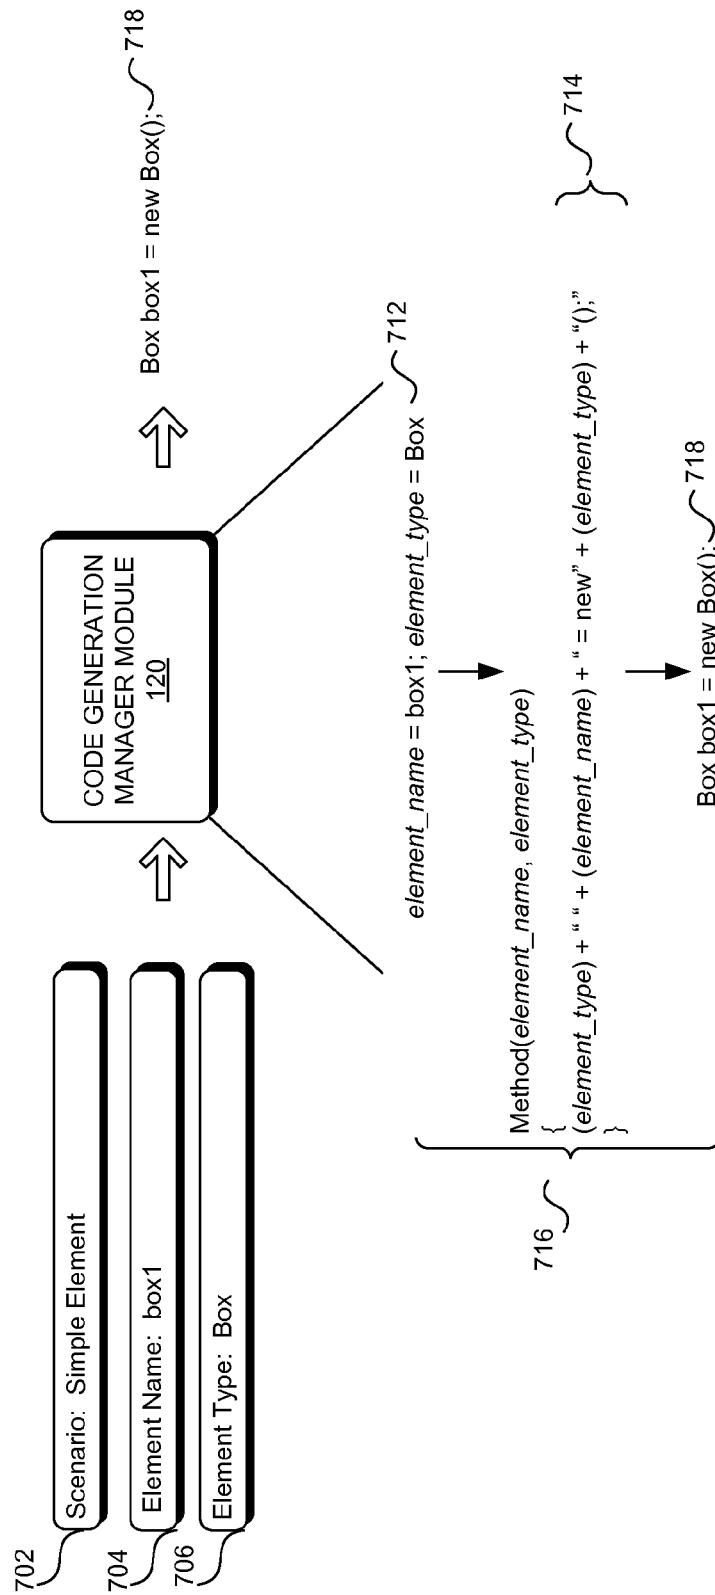 702
Scenario: Simple Element
704
Element Name: box1
706
Element Type: Box
CODE GENERATION
MANAGER MODULE
120
Box box1 = new Box();
718
element_name = box1; element_type = Box
712
716
Method(element_name, element_type)
{
(element_type) + “ “ + (element_name) + “ = new” + (element_type) + “();”
}
714
Box box1 = new Box();
718